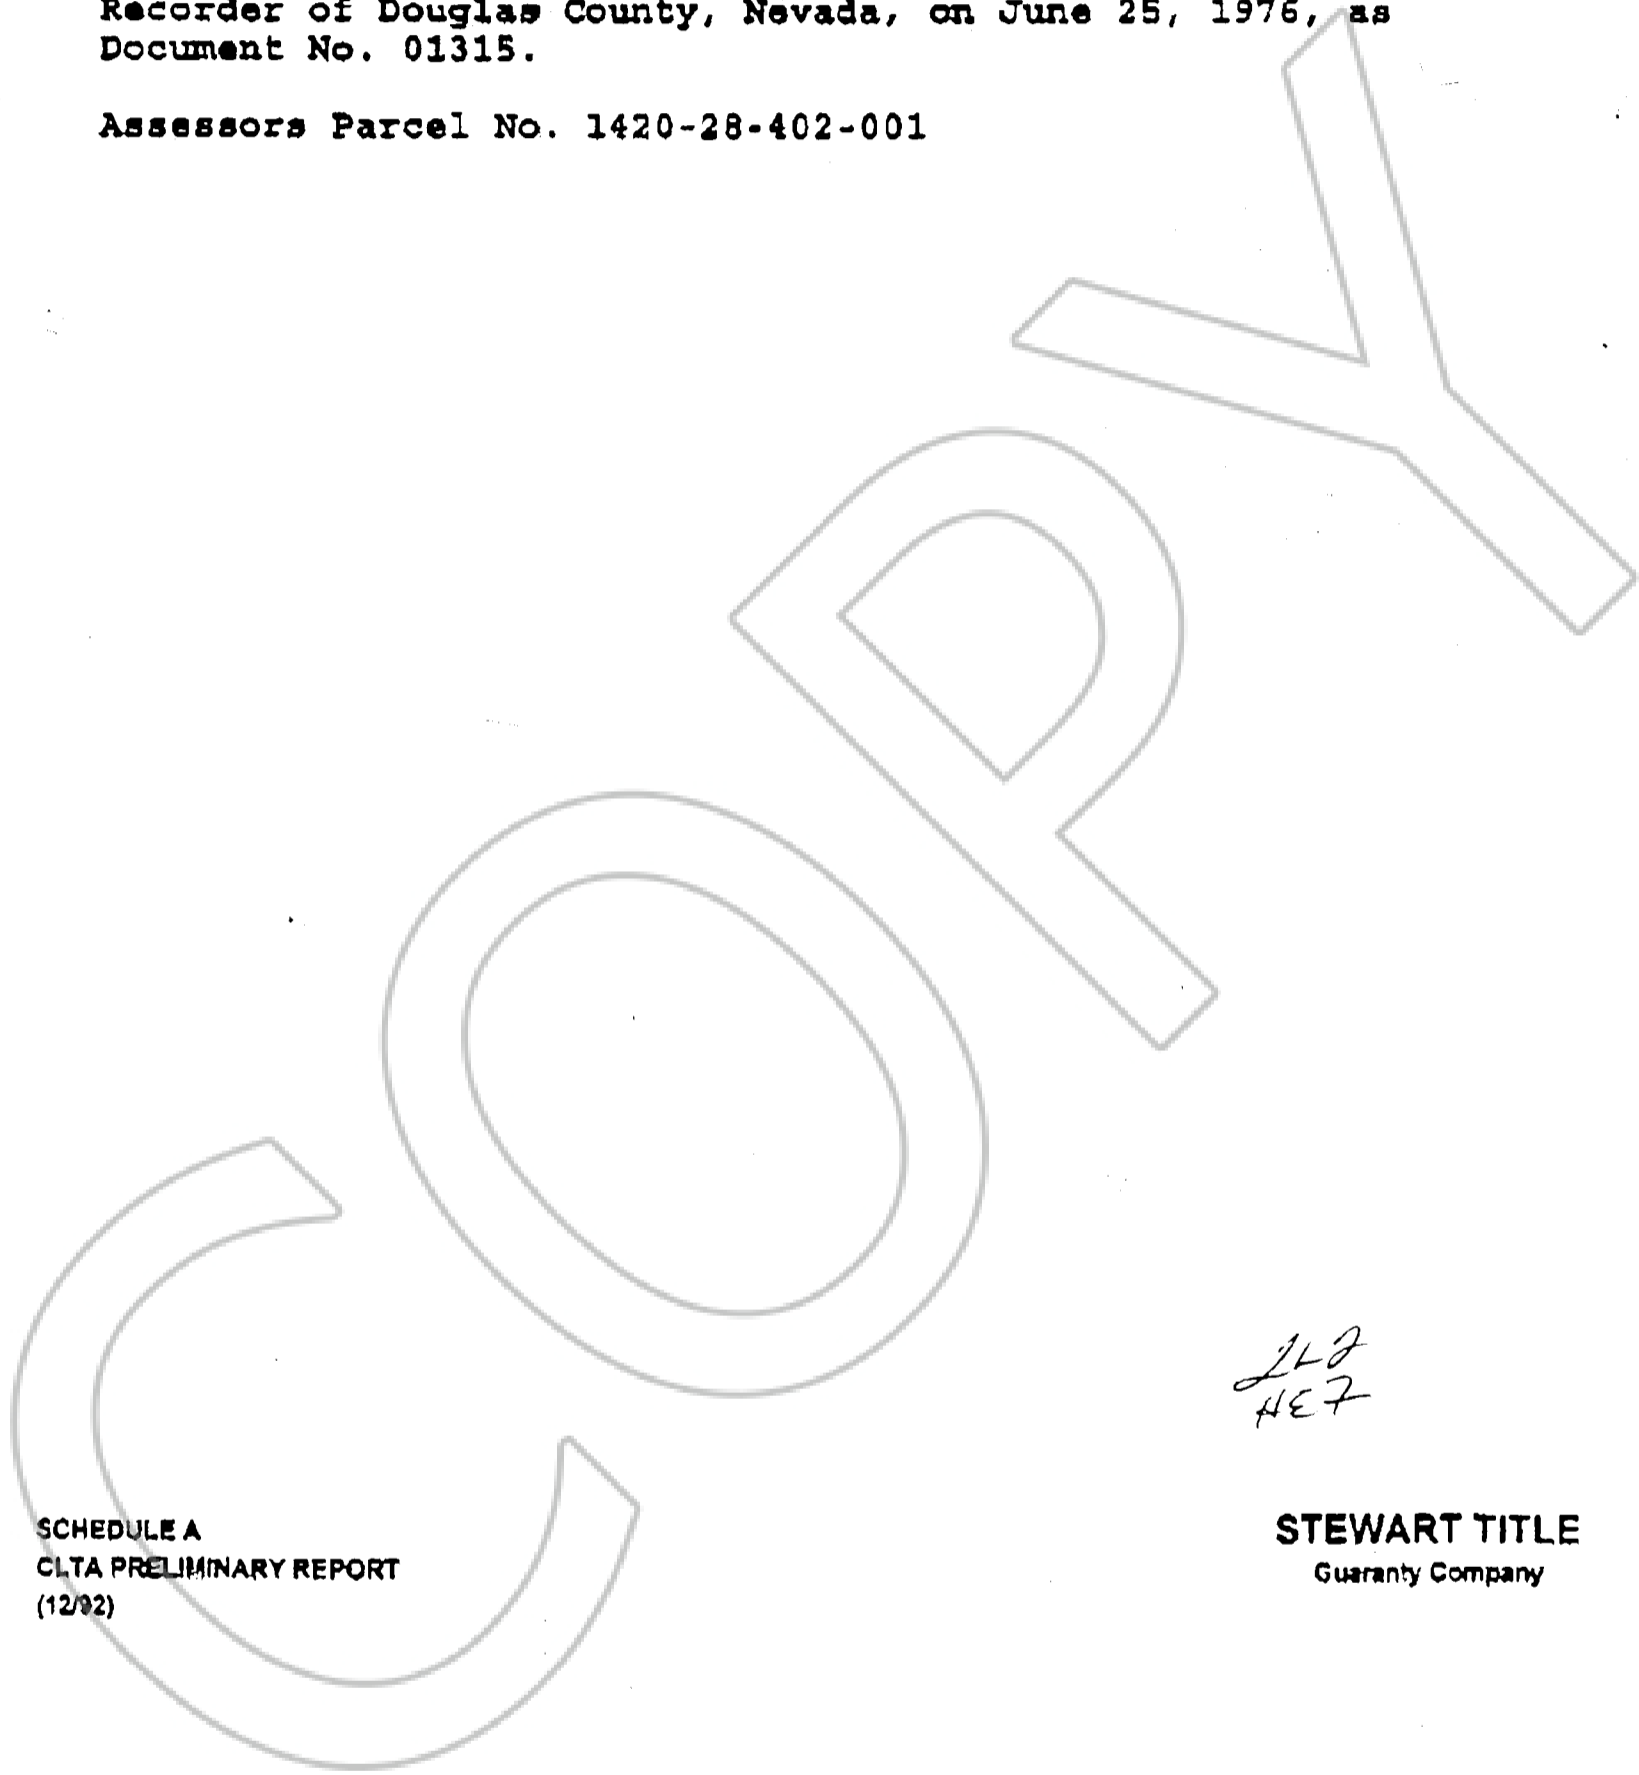 Recorder of Douglas County, Nevada, on June 25, 1976, as
Document No. 01315.
Assessors Parcel No. 1420-28-402-001
COPY
SCHEDULE A
CLTA PRELIMINARY REPORT
(12/92)
STEWART TITLE
Guaranty Company